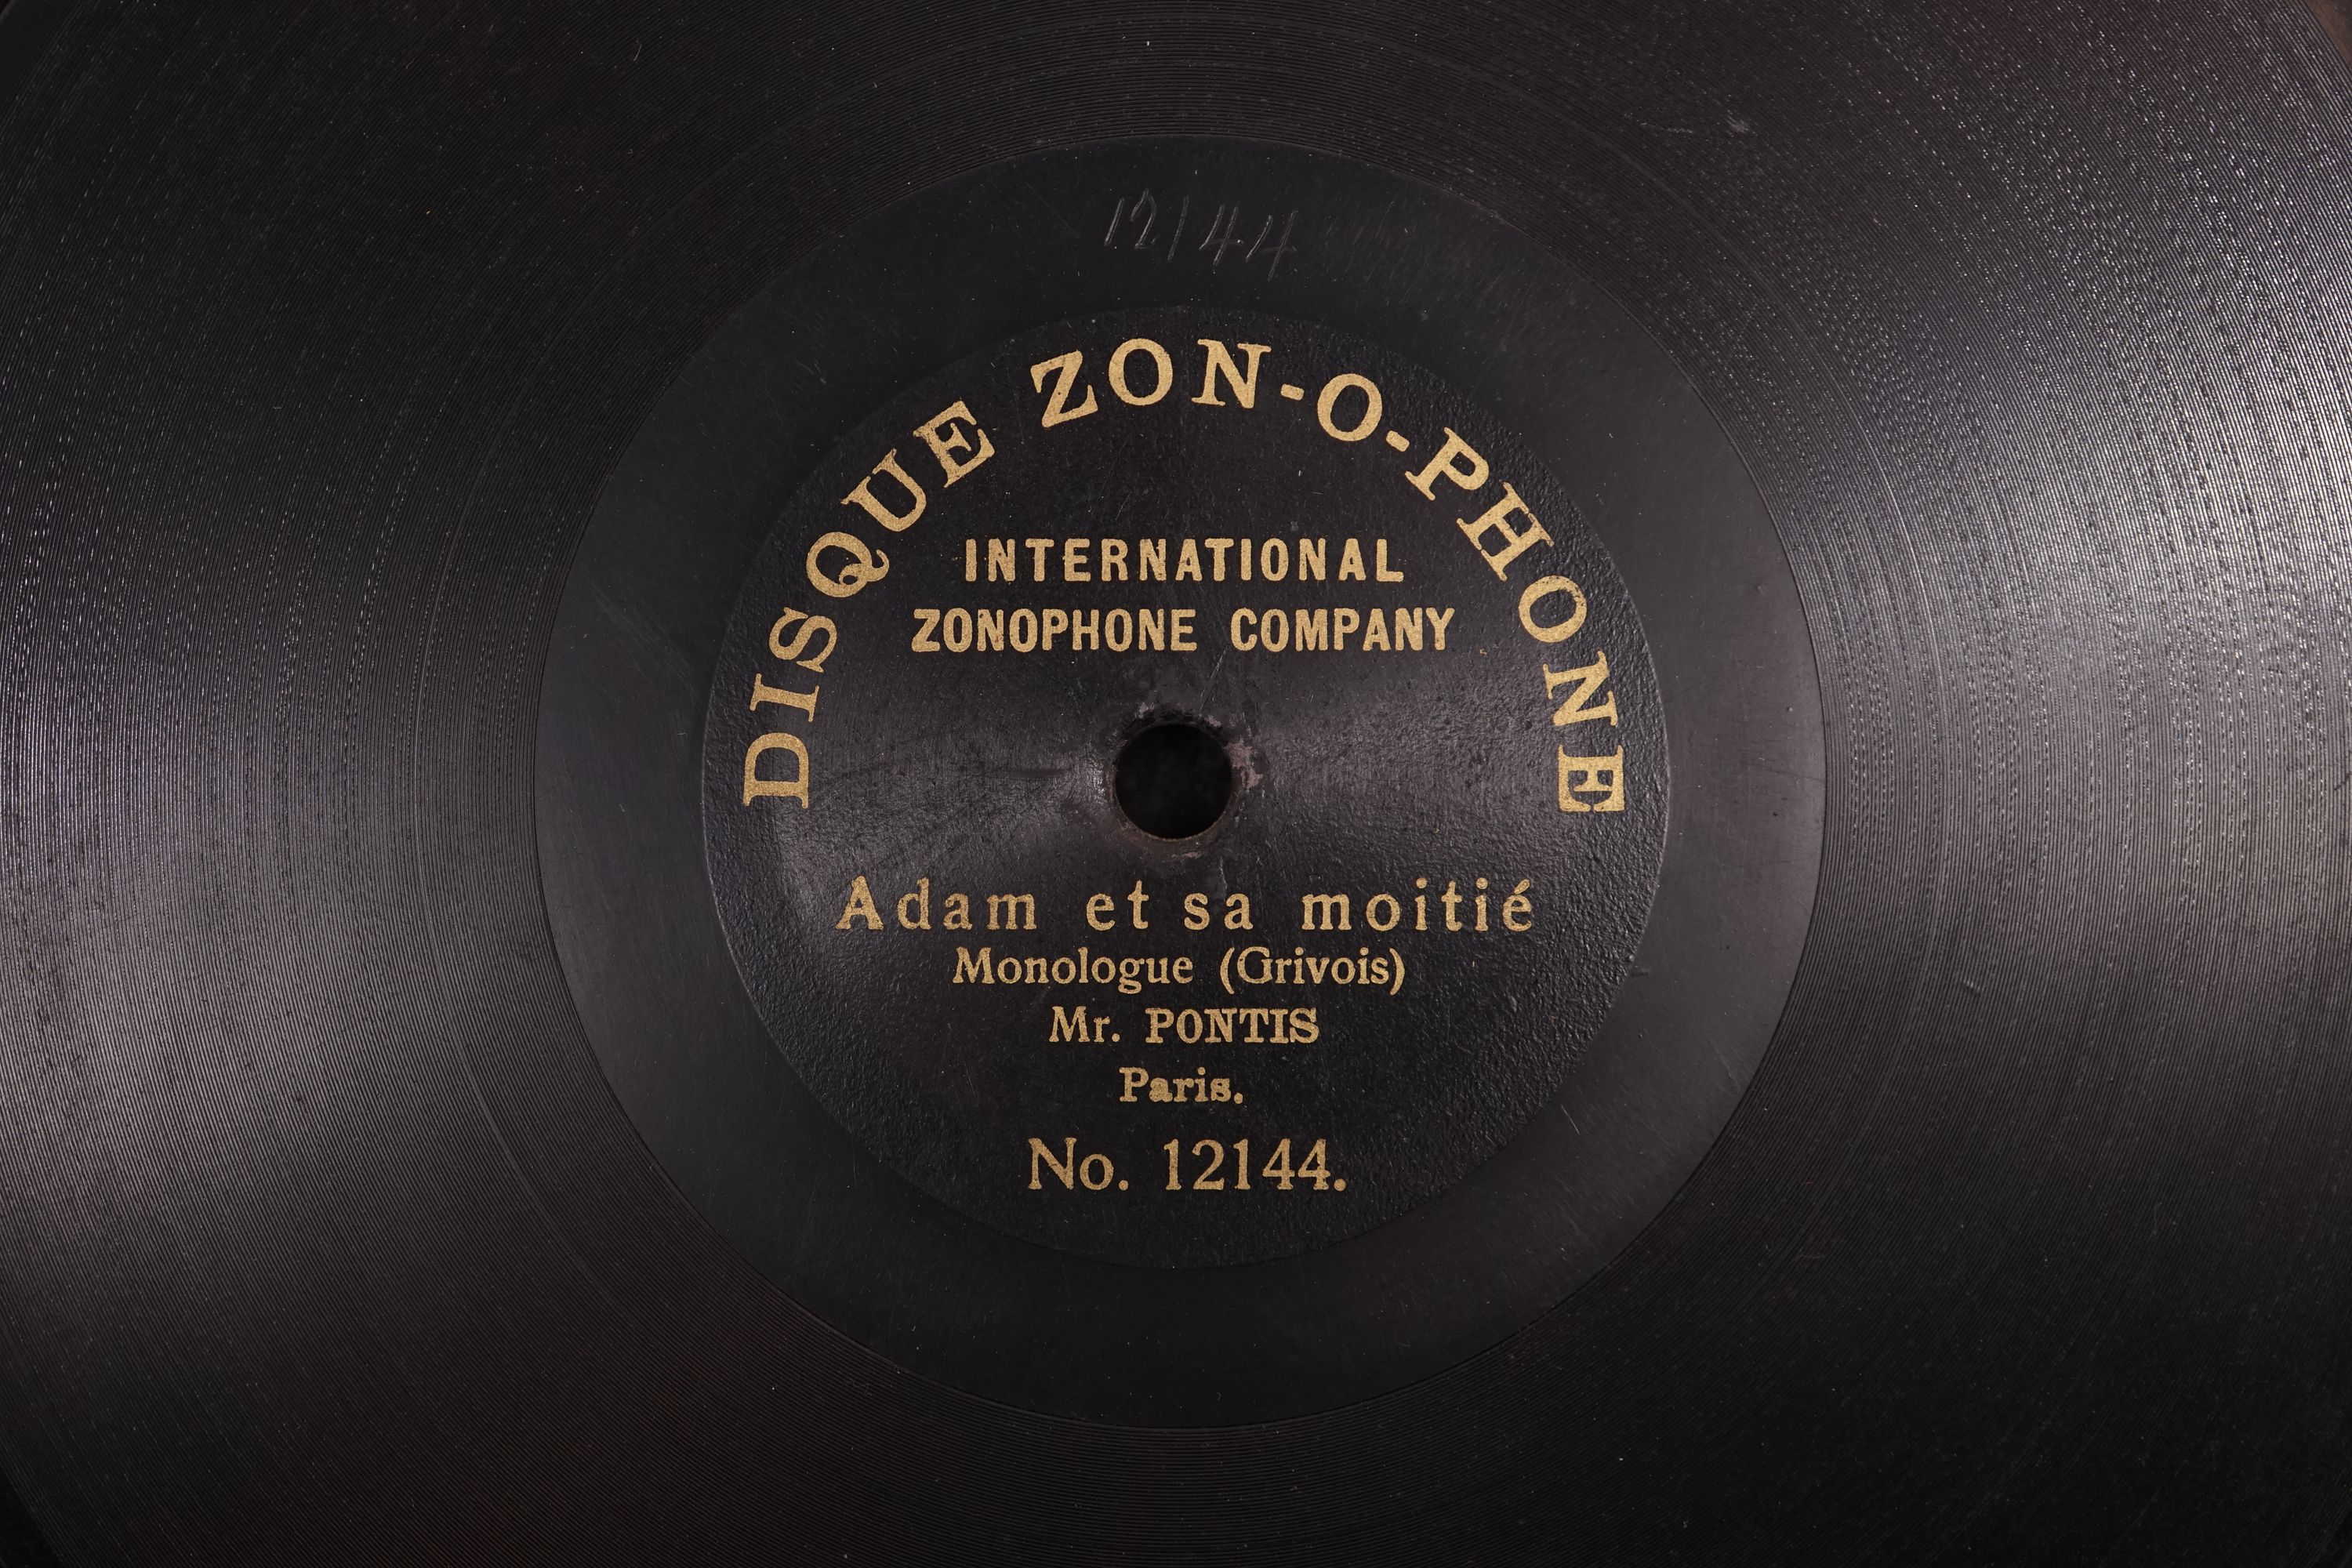 12144
DISQUE ZON-O-PHONE
INTERNATIONAL
ZONOPHONE COMPANY
Adam et sa moitié
Monologue (Grivois)
Mr. PONTIS
Paris.
No. 12144.